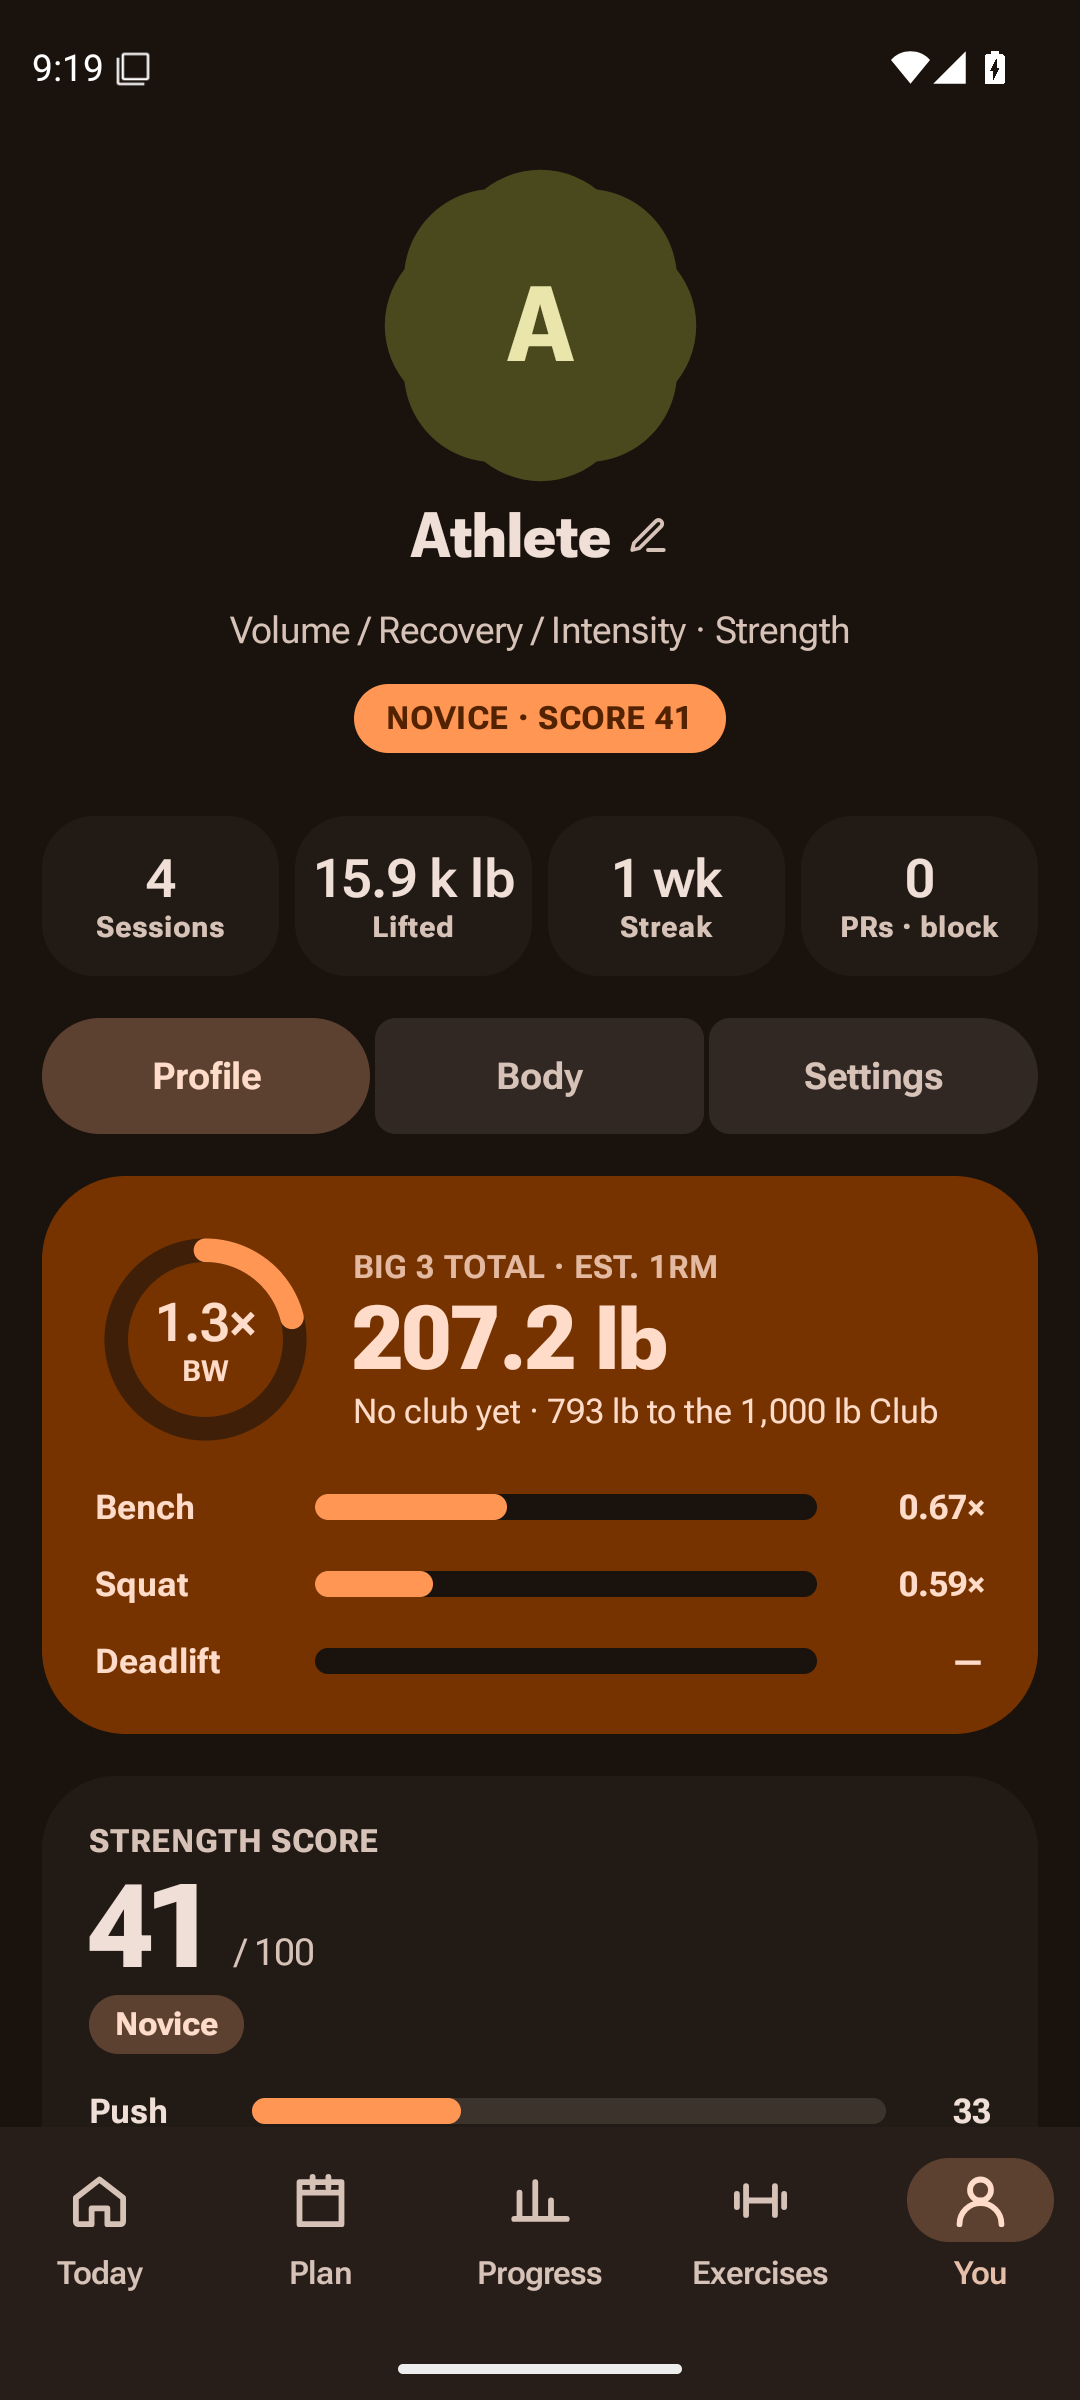 9:19
A
Athlete
Volume / Recovery / Intensity · Strength
NOVICE · SCORE 41
4
Sessions
15.9 k lb
Lifted
1 wk
Streak
0
PRs · block
Profile
Body
Settings
1.3×
BW
BIG 3 TOTAL · EST. 1RM
207.2 lb
No club yet · 793 lb to the 1,000 lb Club
Bench 0.67×
Squat 0.59×
Deadlift –
STRENGTH SCORE
41 / 100
Novice
Push 33
Today
Plan
Progress
Exercises
You